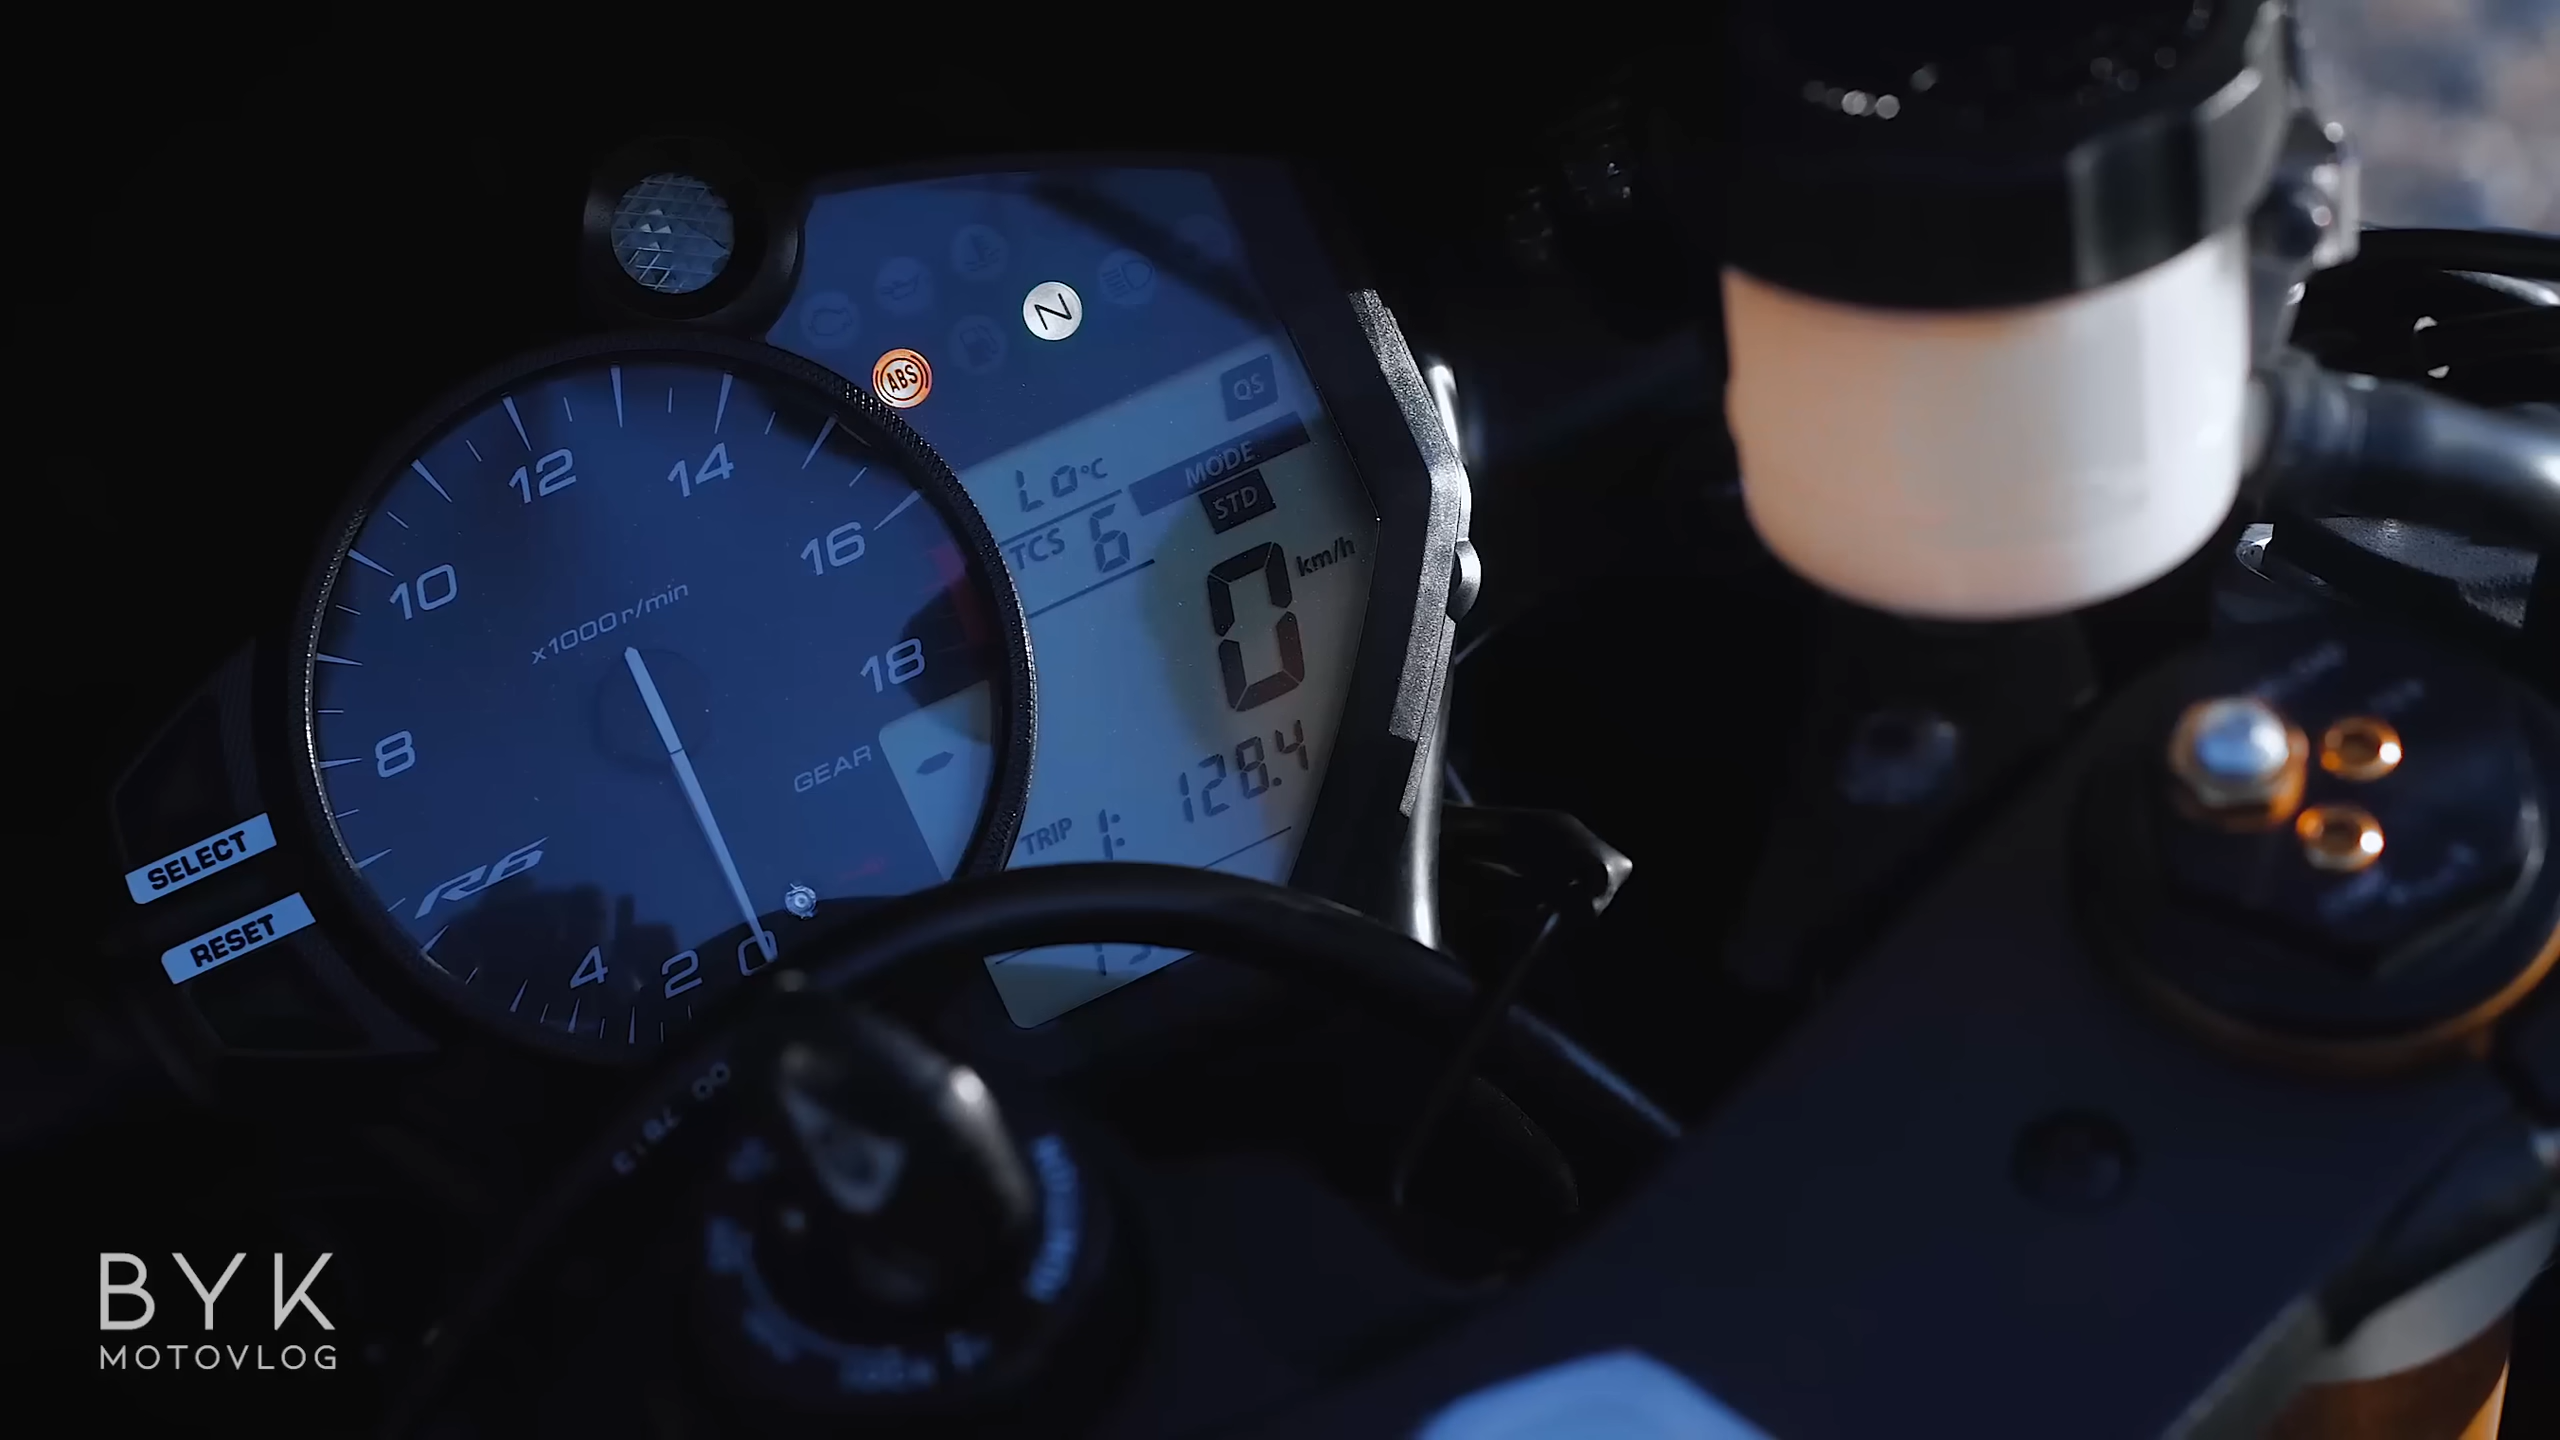 N
ABS
QS
Lo°C
MODE
TCS 6
STD
0 km/h
12
14
10
16
x1000 r/min
18
8
GEAR -
128.4
TRIP 1:
SELECT
R6
RESET
4
2
0
BYK
MOTOVLOG